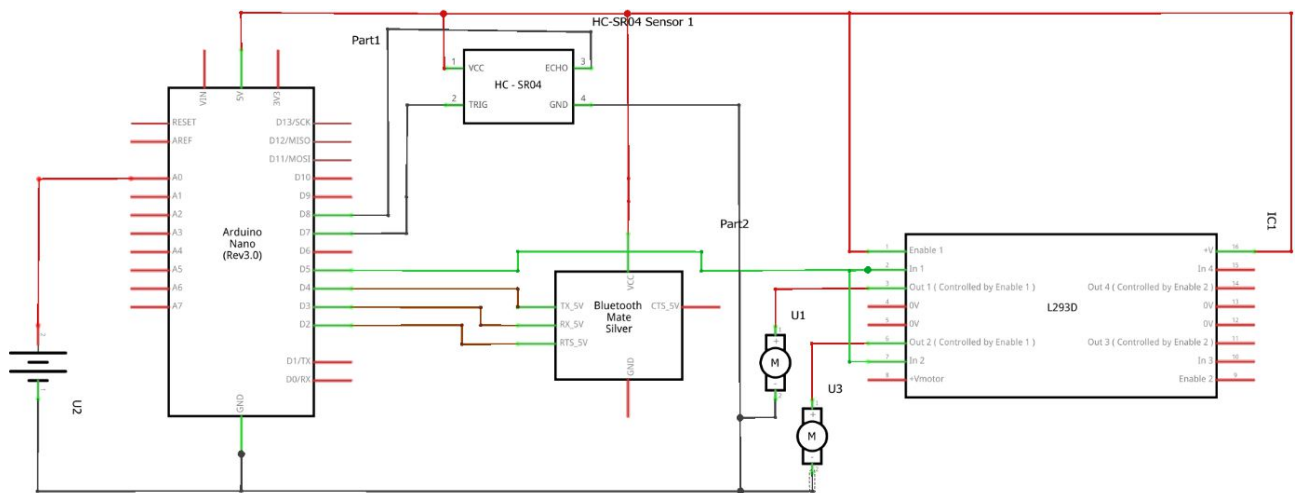 HC-SR04 Sensor 1
Part1
1
VCC
ECHO
3
HC - SR04
2
TRIG
GND
4
VIN
5V
3V3
RESET
AREF
A0
A1
A2
A3
A4
A5
A6
A7
D13/SCK
D12/MISO
D11/MOSI
D10
D9
D8
D7
D6
D5
D4
D3
D2
D1/TX
D0/RX
Arduino
Nano
(Rev3.0)
GND
U2
Part2
VCC
TX_5V
RX_5V
RTS_5V
Bluetooth
Mate
Silver
CTS_5V
GND
U1
M
U3
M
IC1
1
Enable 1
2
In 1
3
Out 1 ( Controlled by Enable 1 )
4
0V
5
0V
6
Out 2 ( Controlled by Enable 1 )
7
In 2
8
+Vmotor
L293D
+V
16
In 4
15
Out 4 ( Controlled by Enable 2 )
14
0V
13
0V
12
Out 3 ( Controlled by Enable 2 )
11
In 3
10
Enable 2
9